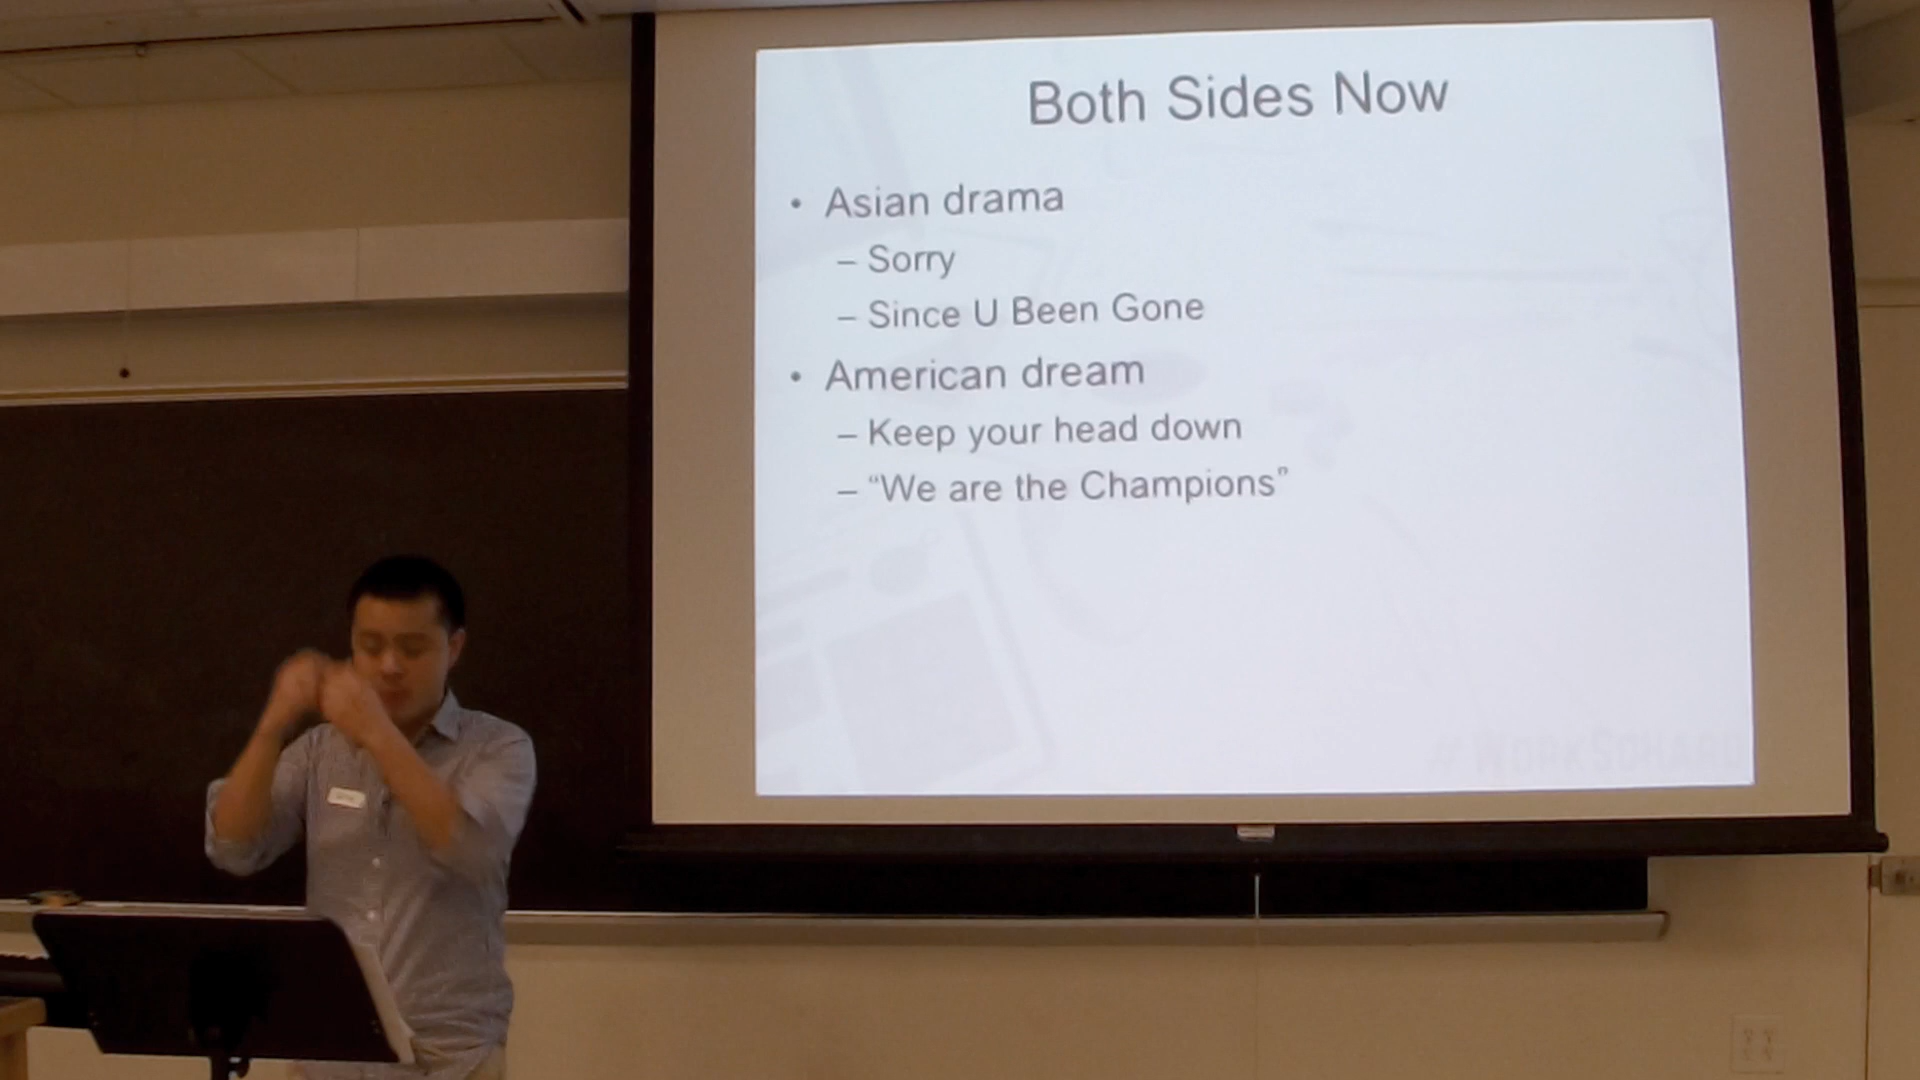 Both Sides Now
• Asian drama
– Sorry
– Since U Been Gone
• American dream
– Keep your head down
– “We are the Champions”
# WORKSOHARD